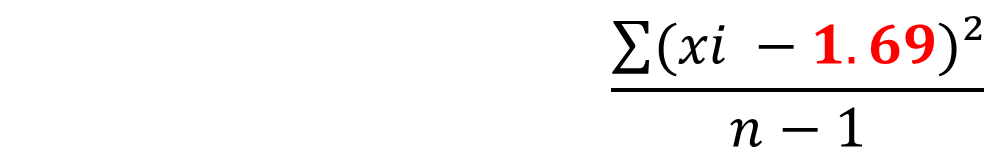 ∑(xi − 1.69)²
n − 1